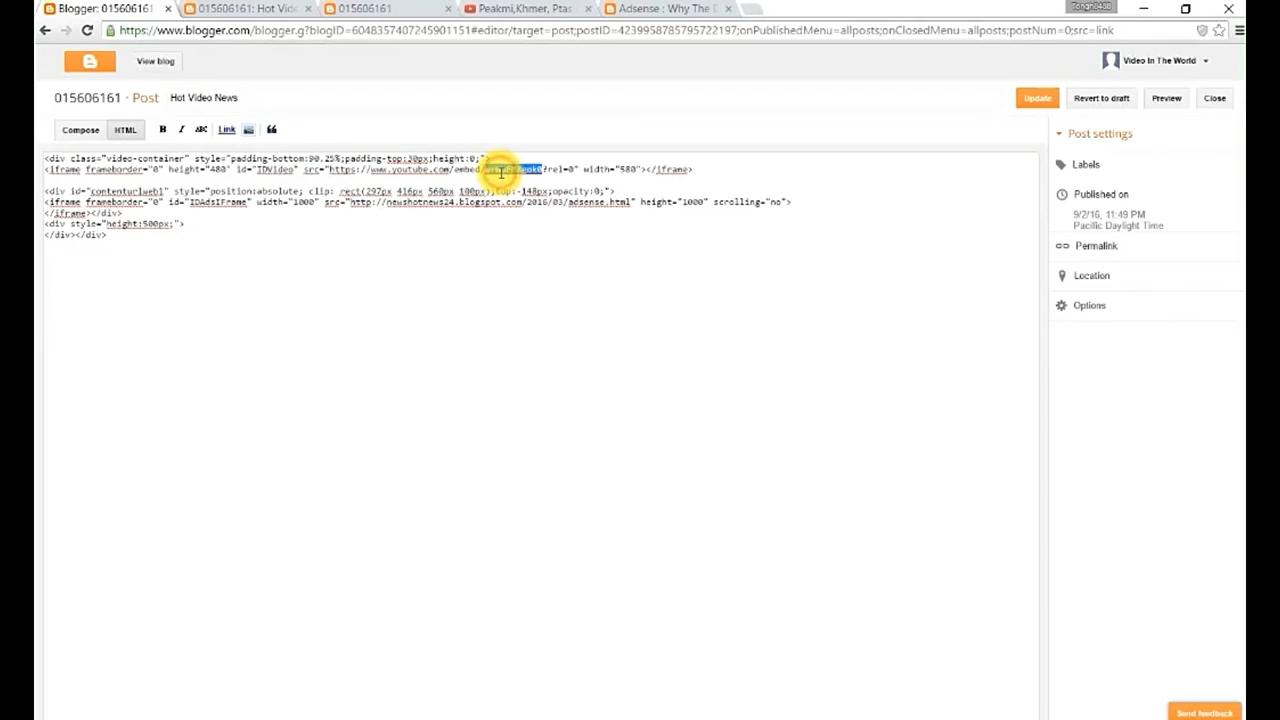 Blogger: 015606161
015606161: Hot Vide
015606161
Peakmi,Khmer, Ptas
Adsense : Why The D
https://www.blogger.com/blogger.g?blogID=6048357407245901151#editor/target=post;postID=4239958785795722197;onPublishedMenu=allposts;onClosedMenu=allposts;postNum=0;src=link
View blog
Video In The World
015606161 · Post Hot Video News
Update
Revert to draft
Preview
Close
Compose
HTML
B
I
ABC
Link
Post settings
<div class="video-container" style="padding-bottom:90.25%;padding-top:30px;height:0;">
<iframe frameborder="0" height="480" id="IDVideo" src="https://www.youtube.com/embed ?rel=0" width="580"></iframe>
<div id="contenturlweb1" style="position:absolute; clip: rect(297px 416px 560px 100px);top:-140px;opacity:0;">
<iframe frameborder="0" id="IDAdsIFrame" width="1000" src="http://newshotnews24.blogspot.com/2016/03/adsense.html" height="1000" scrolling="no">
</iframe></div>
<div style="height:500px;">
</div></div>
Labels
Published on
9/2/16, 11:49 PM
Pacific Daylight Time
Permalink
Location
Options
Send feedback